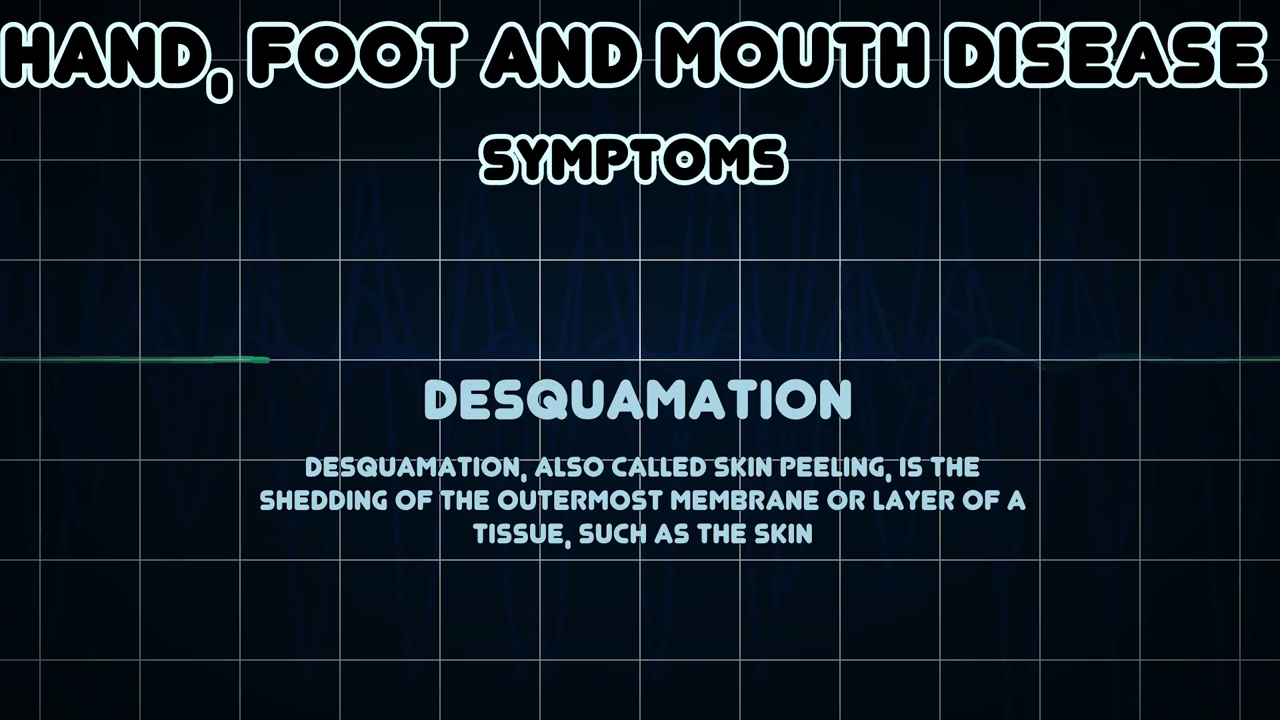 HAND, FOOT AND MOUTH DISEASE
SYMPTOMS
DESQUAMATION
DESQUAMATION, ALSO CALLED SKIN PEELING, IS THE
SHEDDING OF THE OUTERMOST MEMBRANE OR LAYER OF A
TISSUE, SUCH AS THE SKIN